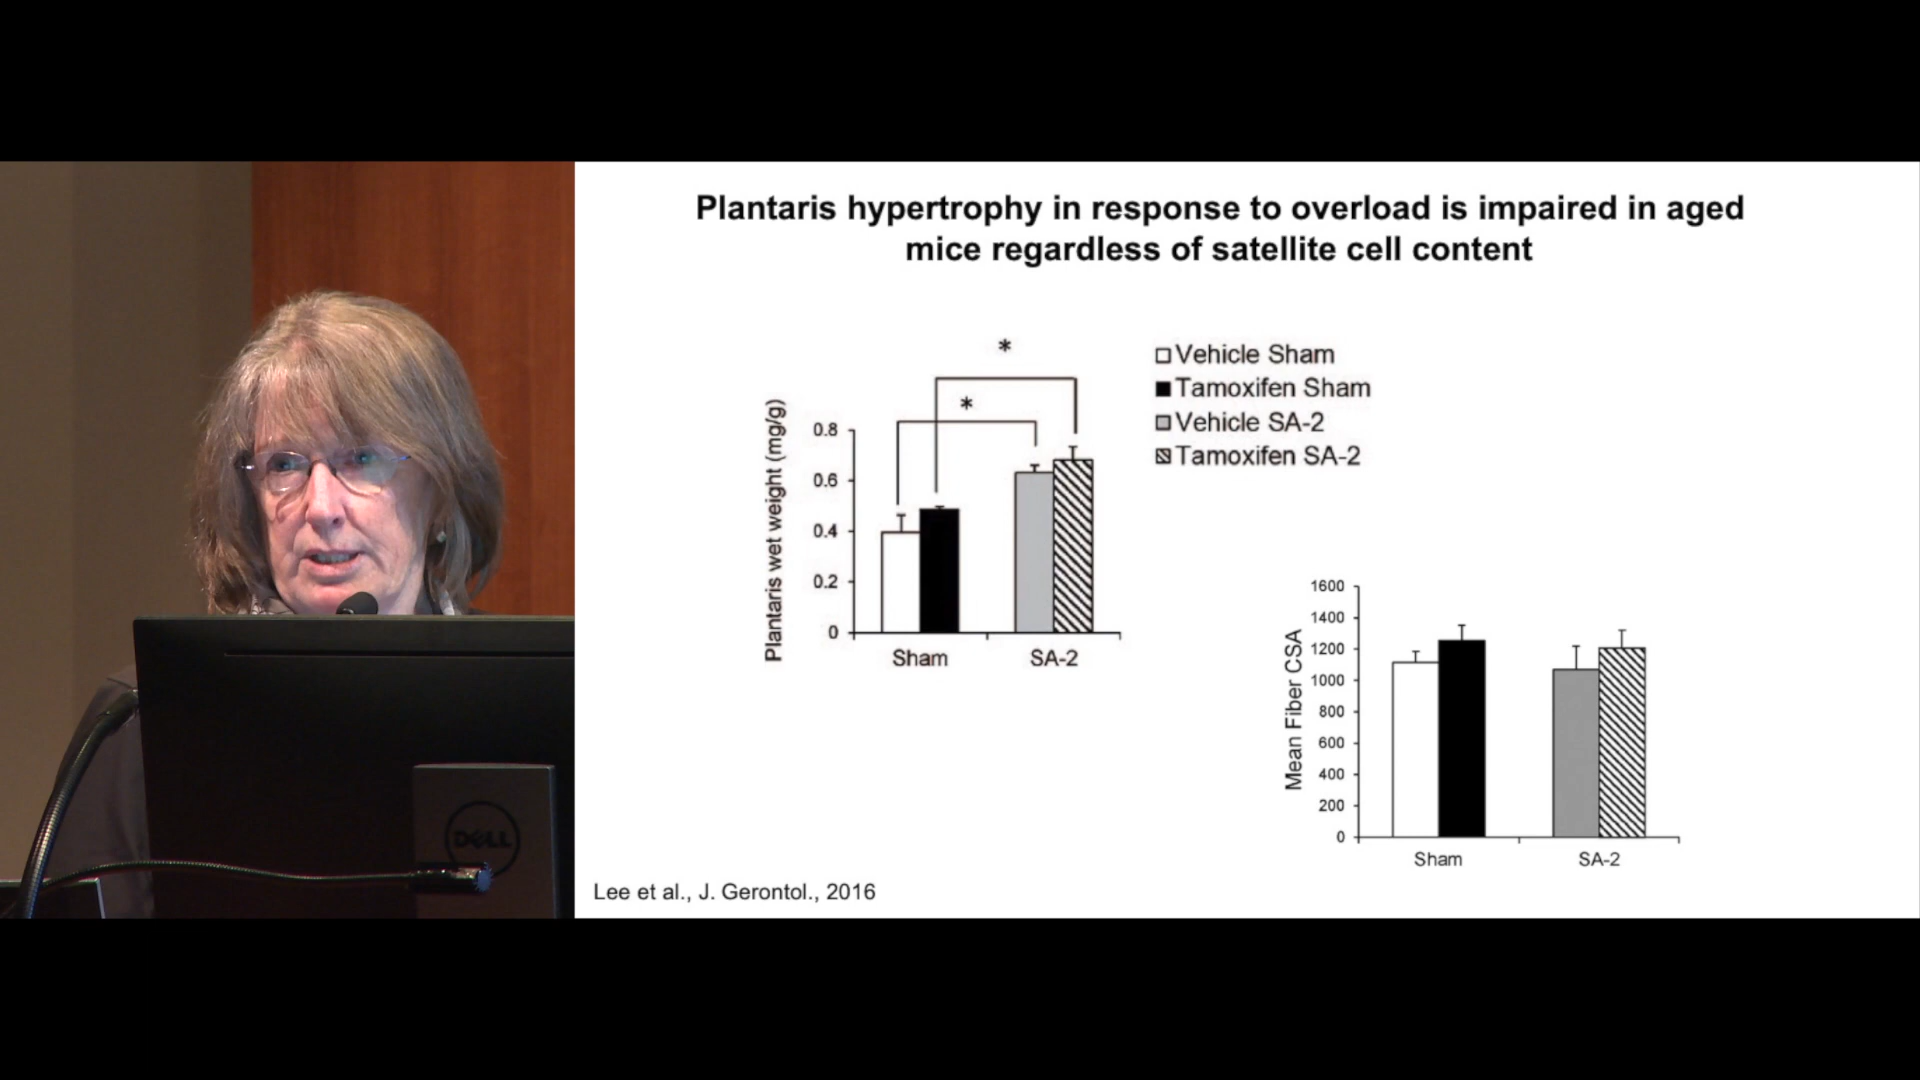 Plantaris hypertrophy in response to overload is impaired in aged
mice regardless of satellite cell content
*
*
Plantaris wet weight (mg/g)
0.8
0.6
0.4
0.2
0
Sham
SA-2
Vehicle Sham
Tamoxifen Sham
Vehicle SA-2
Tamoxifen SA-2
Mean Fiber CSA
1600
1400
1200
1000
800
600
400
200
0
Sham
SA-2
DELL
Lee et al., J. Gerontol., 2016